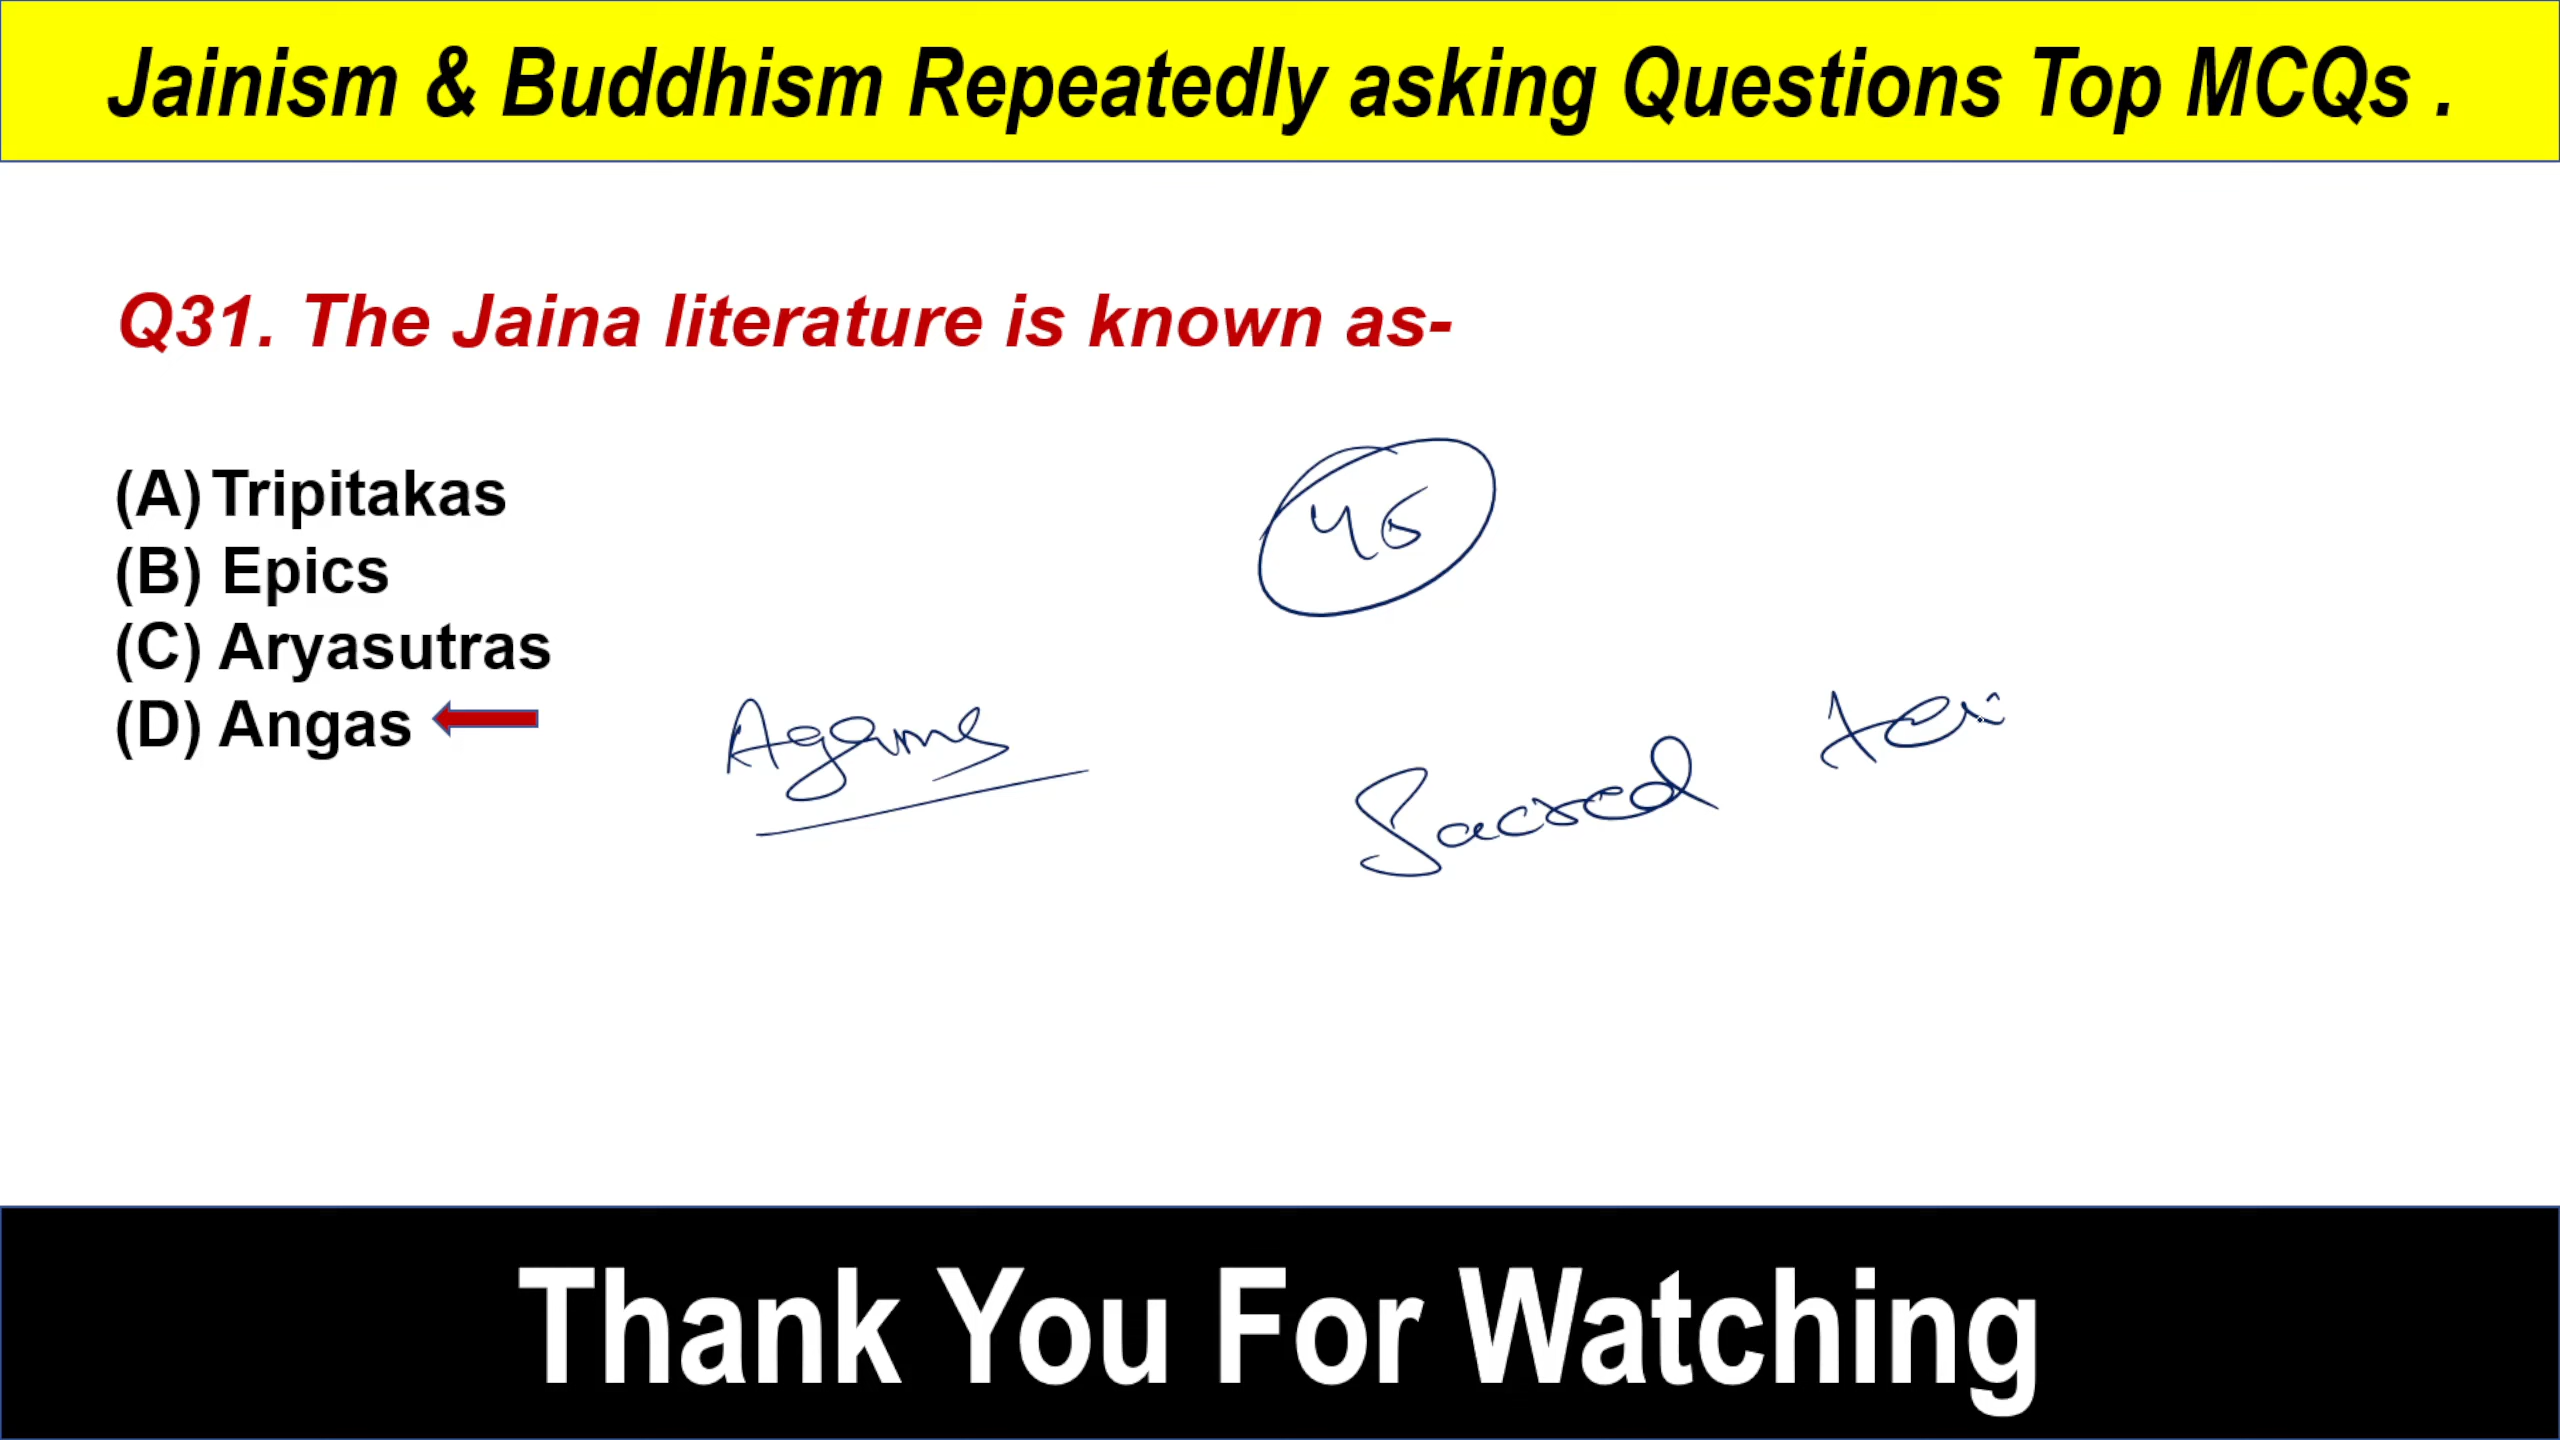 Jainism & Buddhism Repeatedly asking Questions Top MCQs .
Q31. The Jaina literature is known as-
(A) Tripitakas
(B) Epics
(C) Aryasutras
(D) Angas
Agams
Sacred
Thank You For Watching